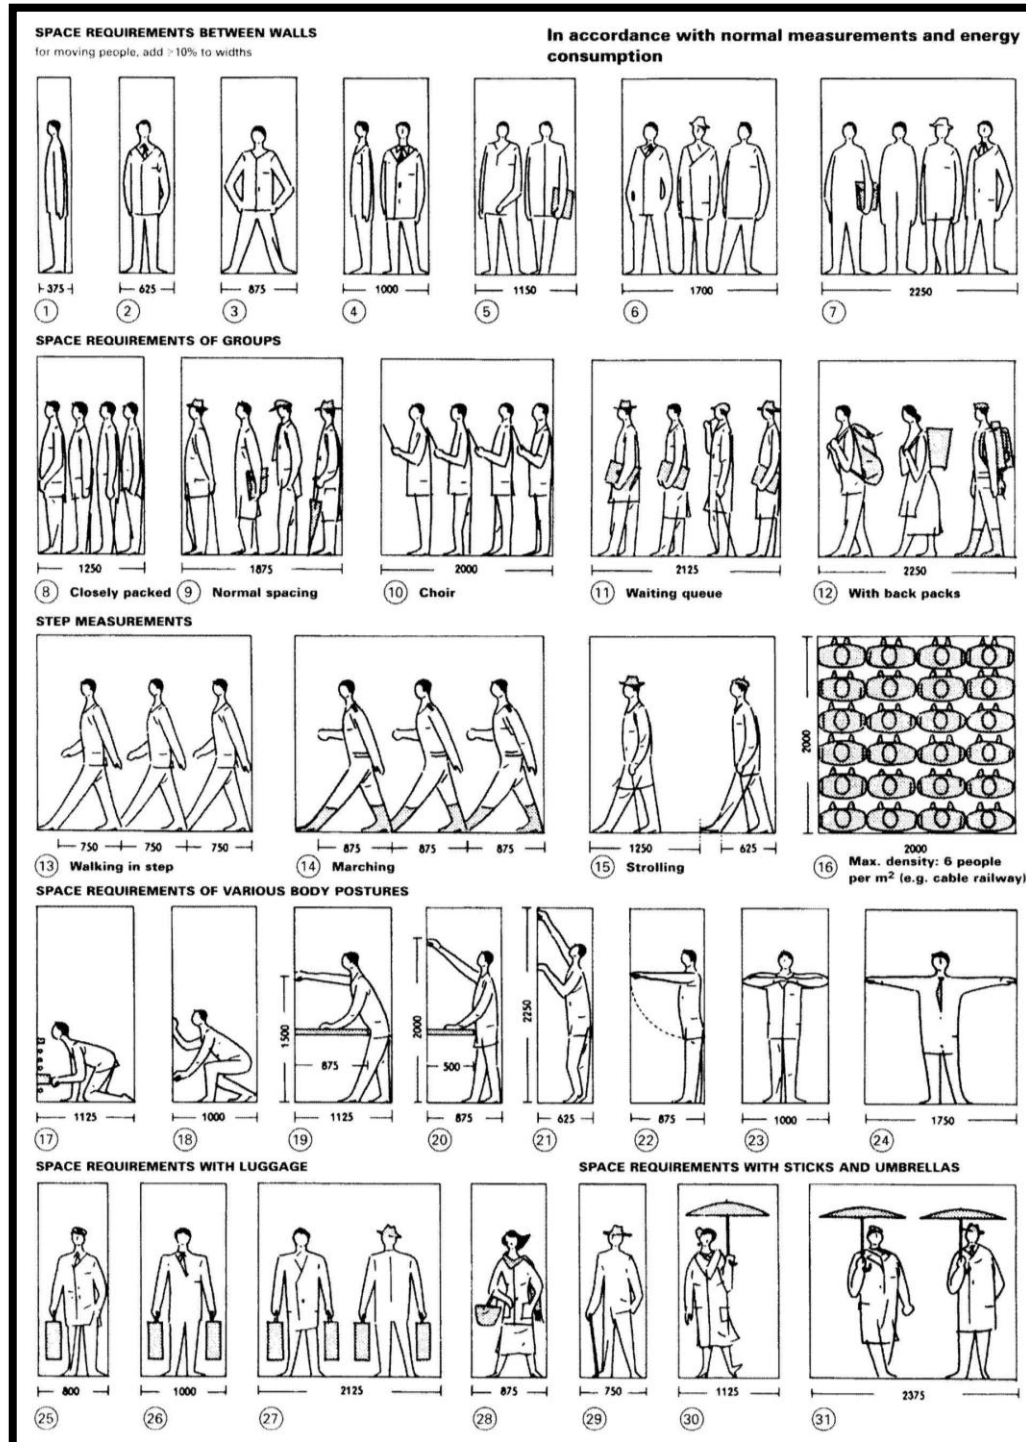 SPACE REQUIREMENTS BETWEEN WALLS
for moving people, add ≥10% to widths
In accordance with normal measurements and energy
consumption
375 625 875 1000 1150 1700 2250
1 2 3 4 5 6 7
SPACE REQUIREMENTS OF GROUPS
1250 1875 2000 2125 2250
8 Closely packed 9 Normal spacing 10 Choir 11 Waiting queue 12 With back packs
STEP MEASUREMENTS
2000
750 750 750 875 875 875 1250 625 2000
13 Walking in step 14 Marching 15 Strolling 16 Max. density: 6 people
per m² (e.g. cable railway)
SPACE REQUIREMENTS OF VARIOUS BODY POSTURES
1500 2000 2250
875 500
1125 1000 1125 875 625 875 1000 1750
17 18 19 20 21 22 23 24
SPACE REQUIREMENTS WITH LUGGAGE
SPACE REQUIREMENTS WITH STICKS AND UMBRELLAS
800 1000 2125 875 750 1125 2375
25 26 27 28 29 30 31